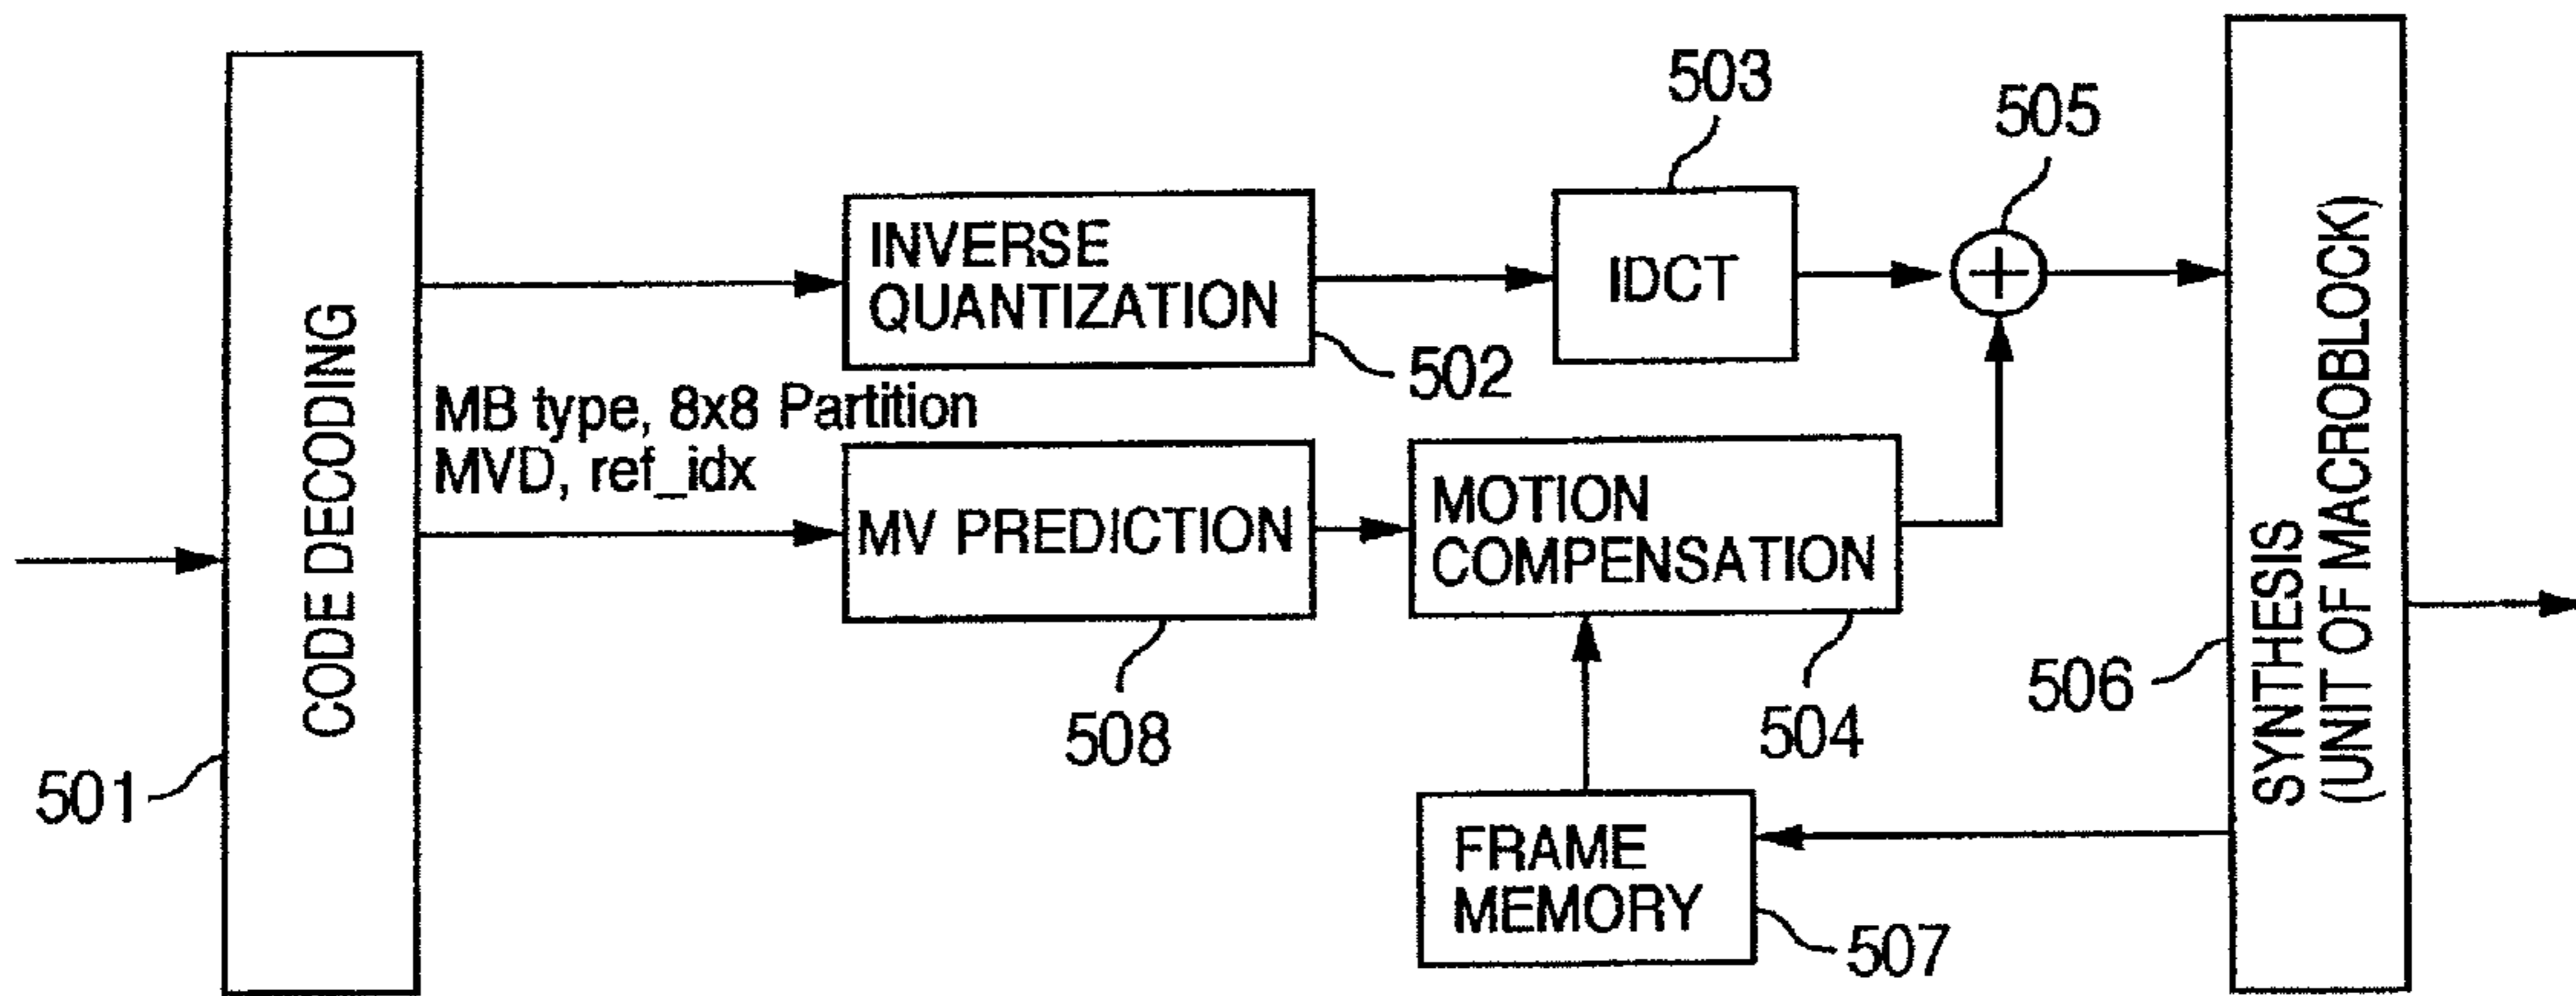 503
505
INVERSE
QUANTIZATION
IDCT
502
CODE DECODING
MB type, 8x8 Partition
MVD, ref_idx
MV PREDICTION
MOTION
COMPENSATION
SYNTHESIS
(UNIT OF MACROBLOCK)
506
508
504
501
FRAME
MEMORY
507